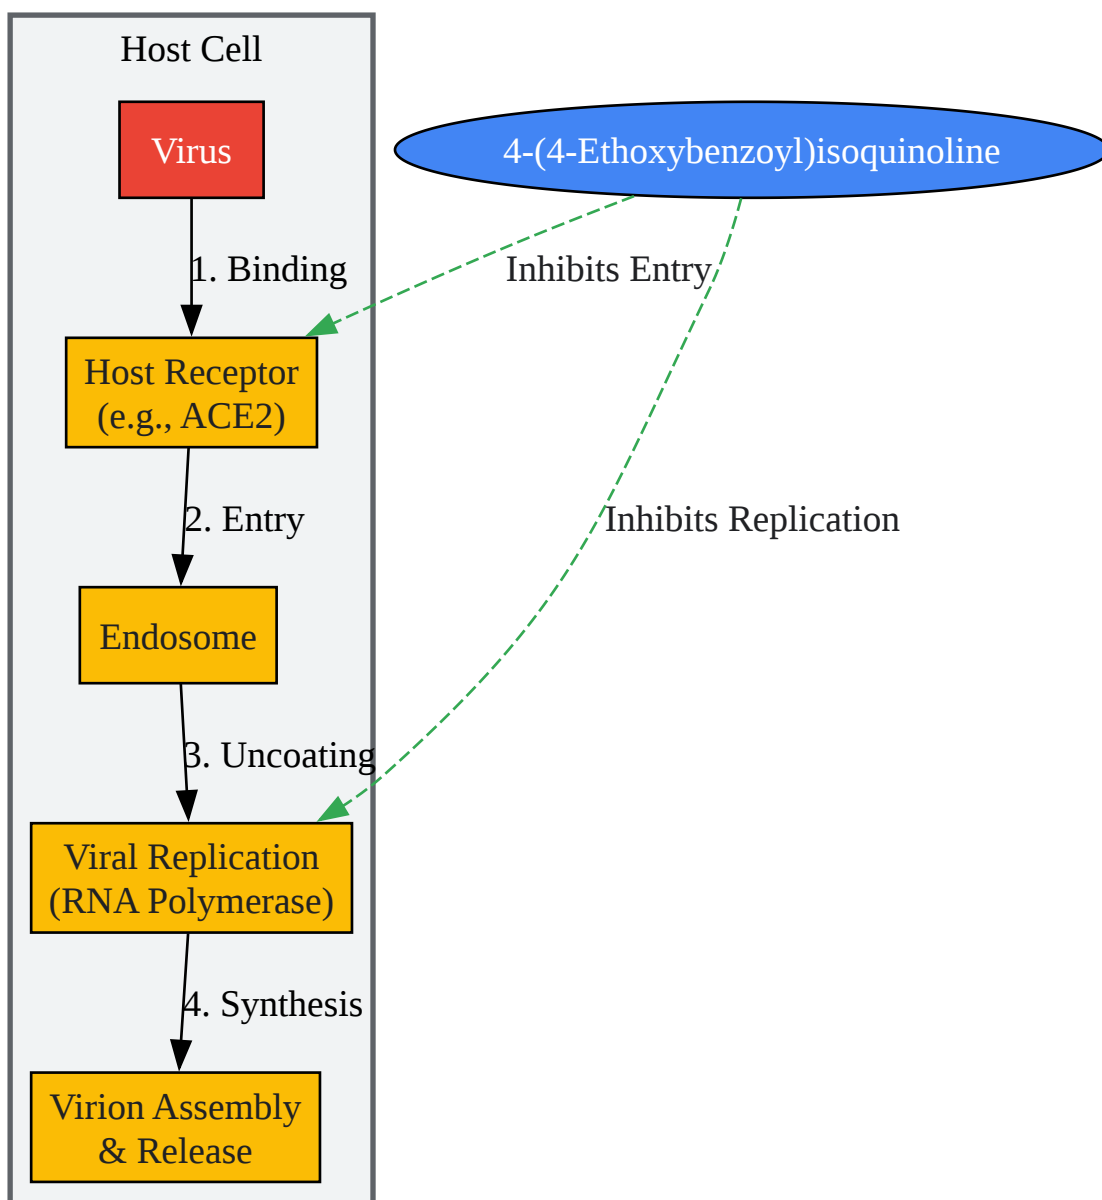 Host Cell
Virus
4-(4-Ethoxybenzoyl)isoquinoline
1. Binding
Inhibits Entry
Host Receptor
(e.g., ACE2)
2. Entry
Inhibits Replication
Endosome
3. Uncoating
Viral Replication
(RNA Polymerase)
4. Synthesis
Virion Assembly
& Release